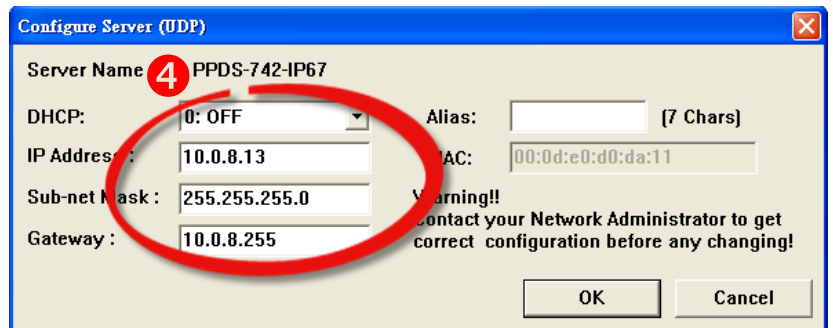 Configure Server (UDP)
Server Name 4 PPDS-742-IP67
DHCP: 0: OFF Alias: (7 Chars)
IP Address : 10.0.8.13 MAC: 00:0d:e0:d0:da:11
Sub-net Mask : 255.255.255.0 Warning!!
Gateway : 10.0.8.255 Contact your Network Administrator to get
correct configuration before any changing!
OK Cancel